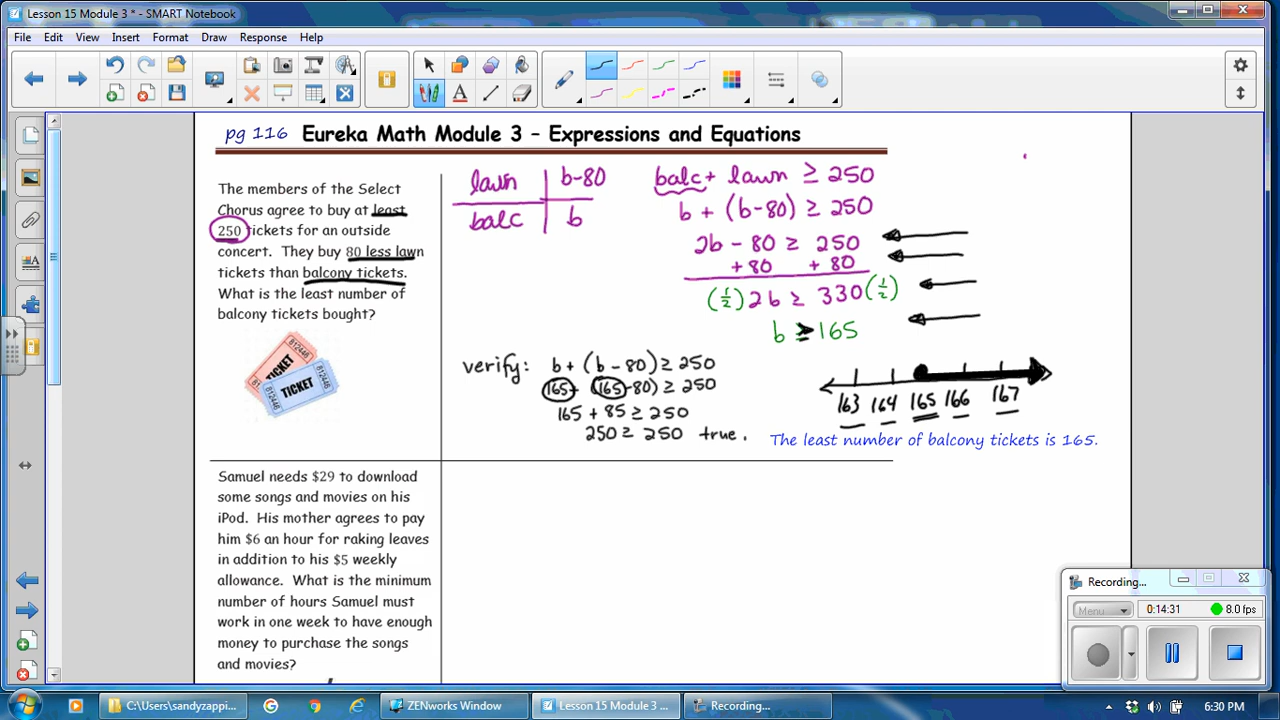 Lesson 15 Module 3 * - SMART Notebook
File Edit View Insert Format Draw Response Help
pg 116 Eureka Math Module 3 - Expressions and Equations
The members of the Select
Chorus agree to buy at least
250 tickets for an outside
concert. They buy 80 less lawn
tickets than balcony tickets.
What is the least number of
balcony tickets bought?
812446
TICKET
812446
TICKET
812446
lawn b-80
balc b
balc + lawn ≥ 250
b + (b-80) ≥ 250
2b - 80 ≥ 250
+80 +80
(1/2) 2b ≥ 330 (1/2)
b ≥ 165
verify: b + (b - 80) ≥ 250
165 + (165 - 80) ≥ 250
165 + 85 ≥ 250
250 ≥ 250 true.
163 164 165 166 167
The least number of balcony tickets is 165.
Samuel needs $29 to download
some songs and movies on his
iPod. His mother agrees to pay
him $6 an hour for raking leaves
in addition to his $5 weekly
allowance. What is the minimum
number of hours Samuel must
work in one week to have enough
money to purchase the songs
and movies?
Recording...
Menu 0:14:31 8.0 fps
C:\Users\sandyzappi... ZENworks Window Lesson 15 Module 3 ... Recording... 6:30 PM